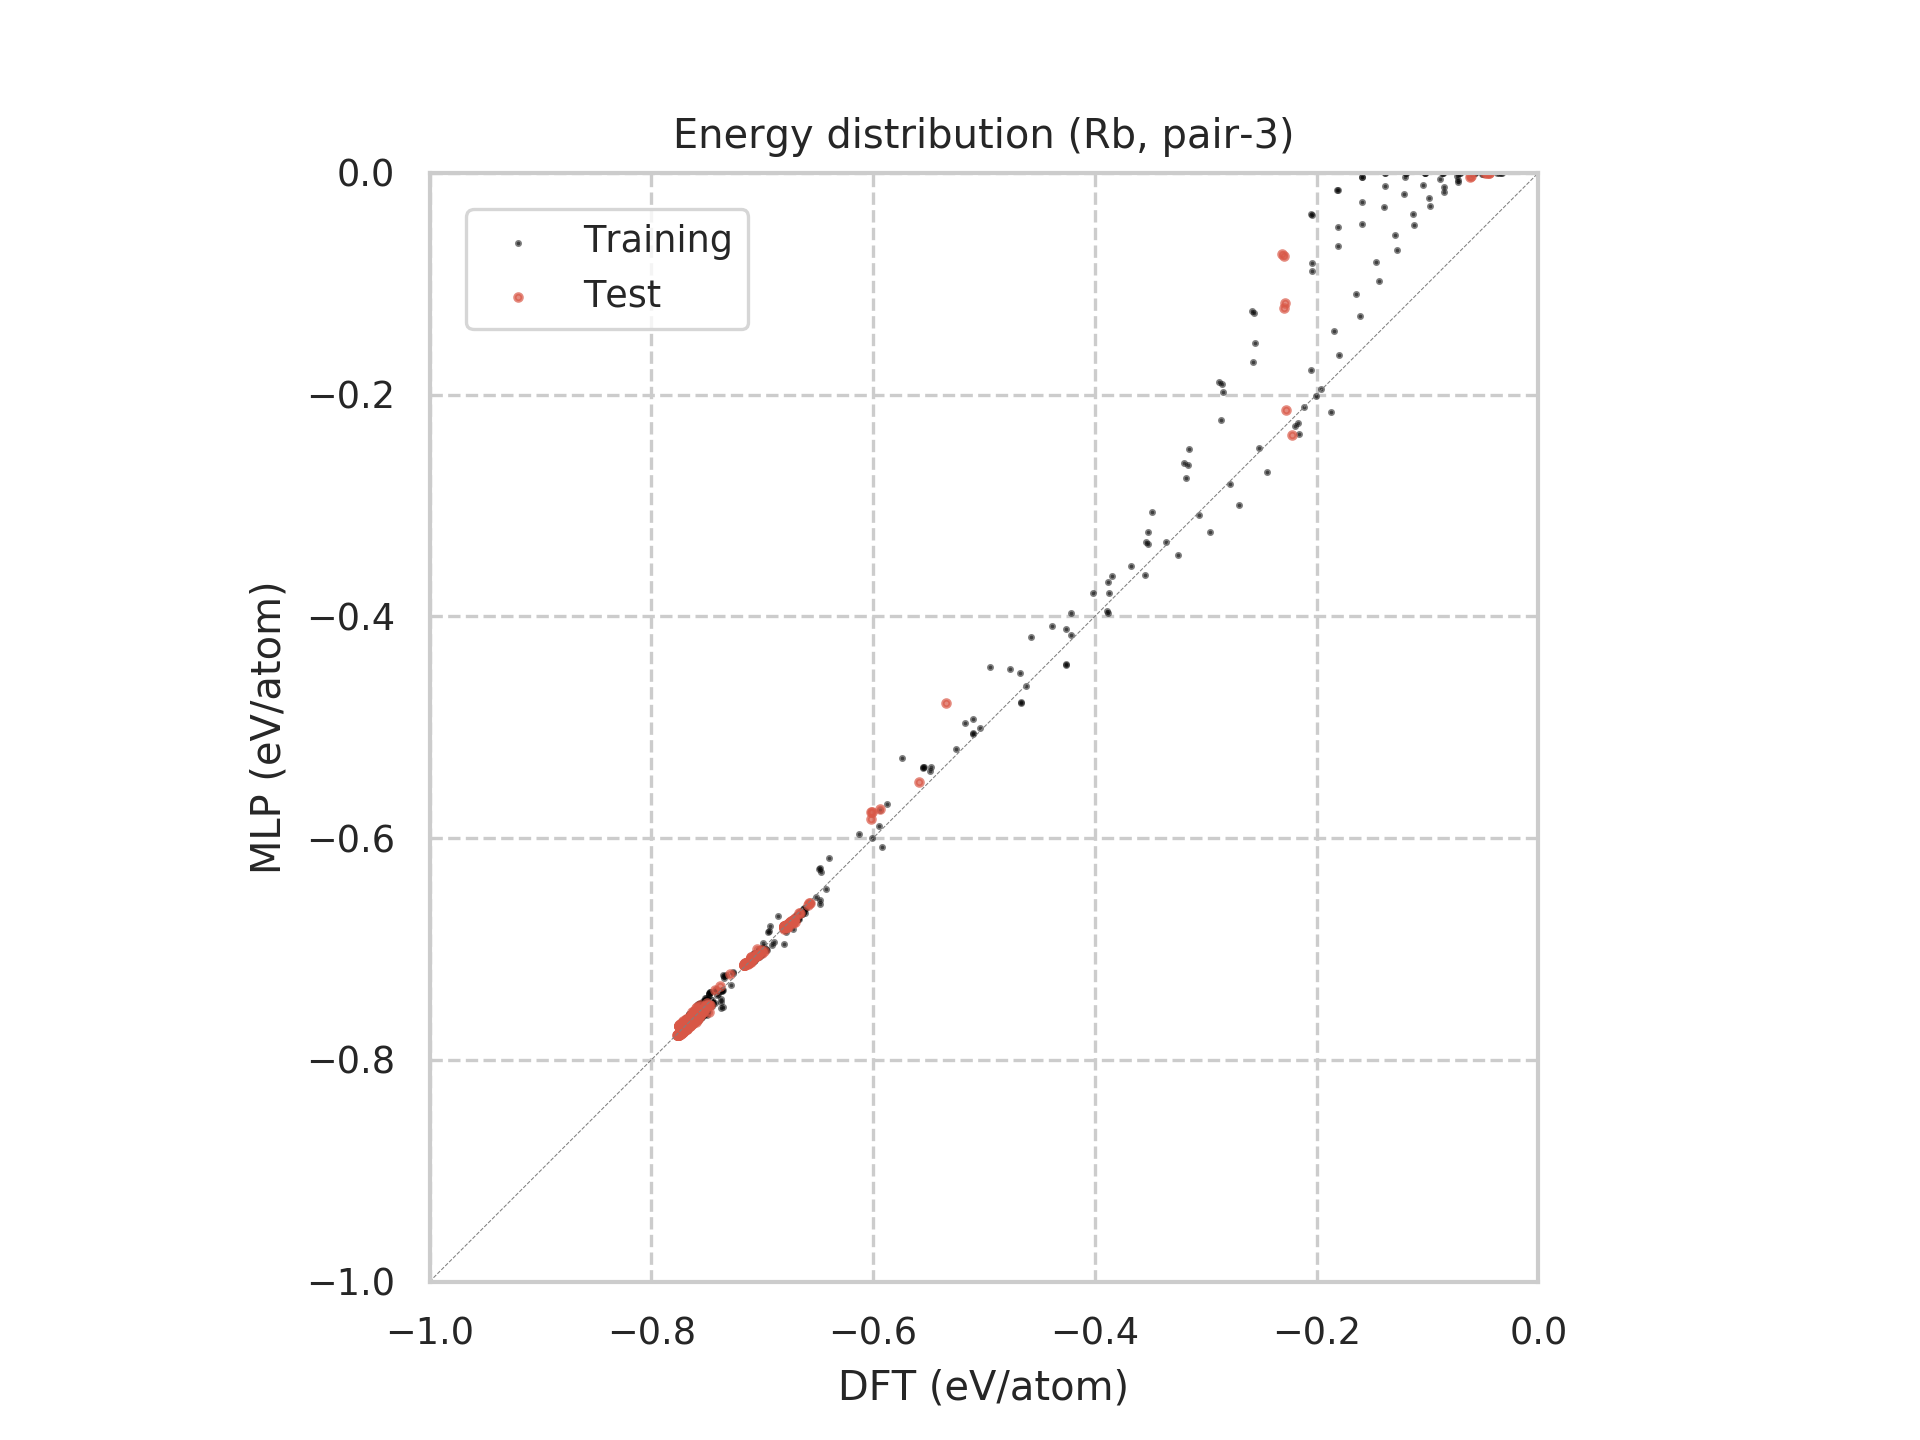 Energy distribution (Rb, pair-3)
0.0
−0.2
−0.4
−0.6
−0.8
−1.0
Training
Test
MLP (eV/atom)
−1.0 −0.8 −0.6 −0.4 −0.2 0.0
DFT (eV/atom)